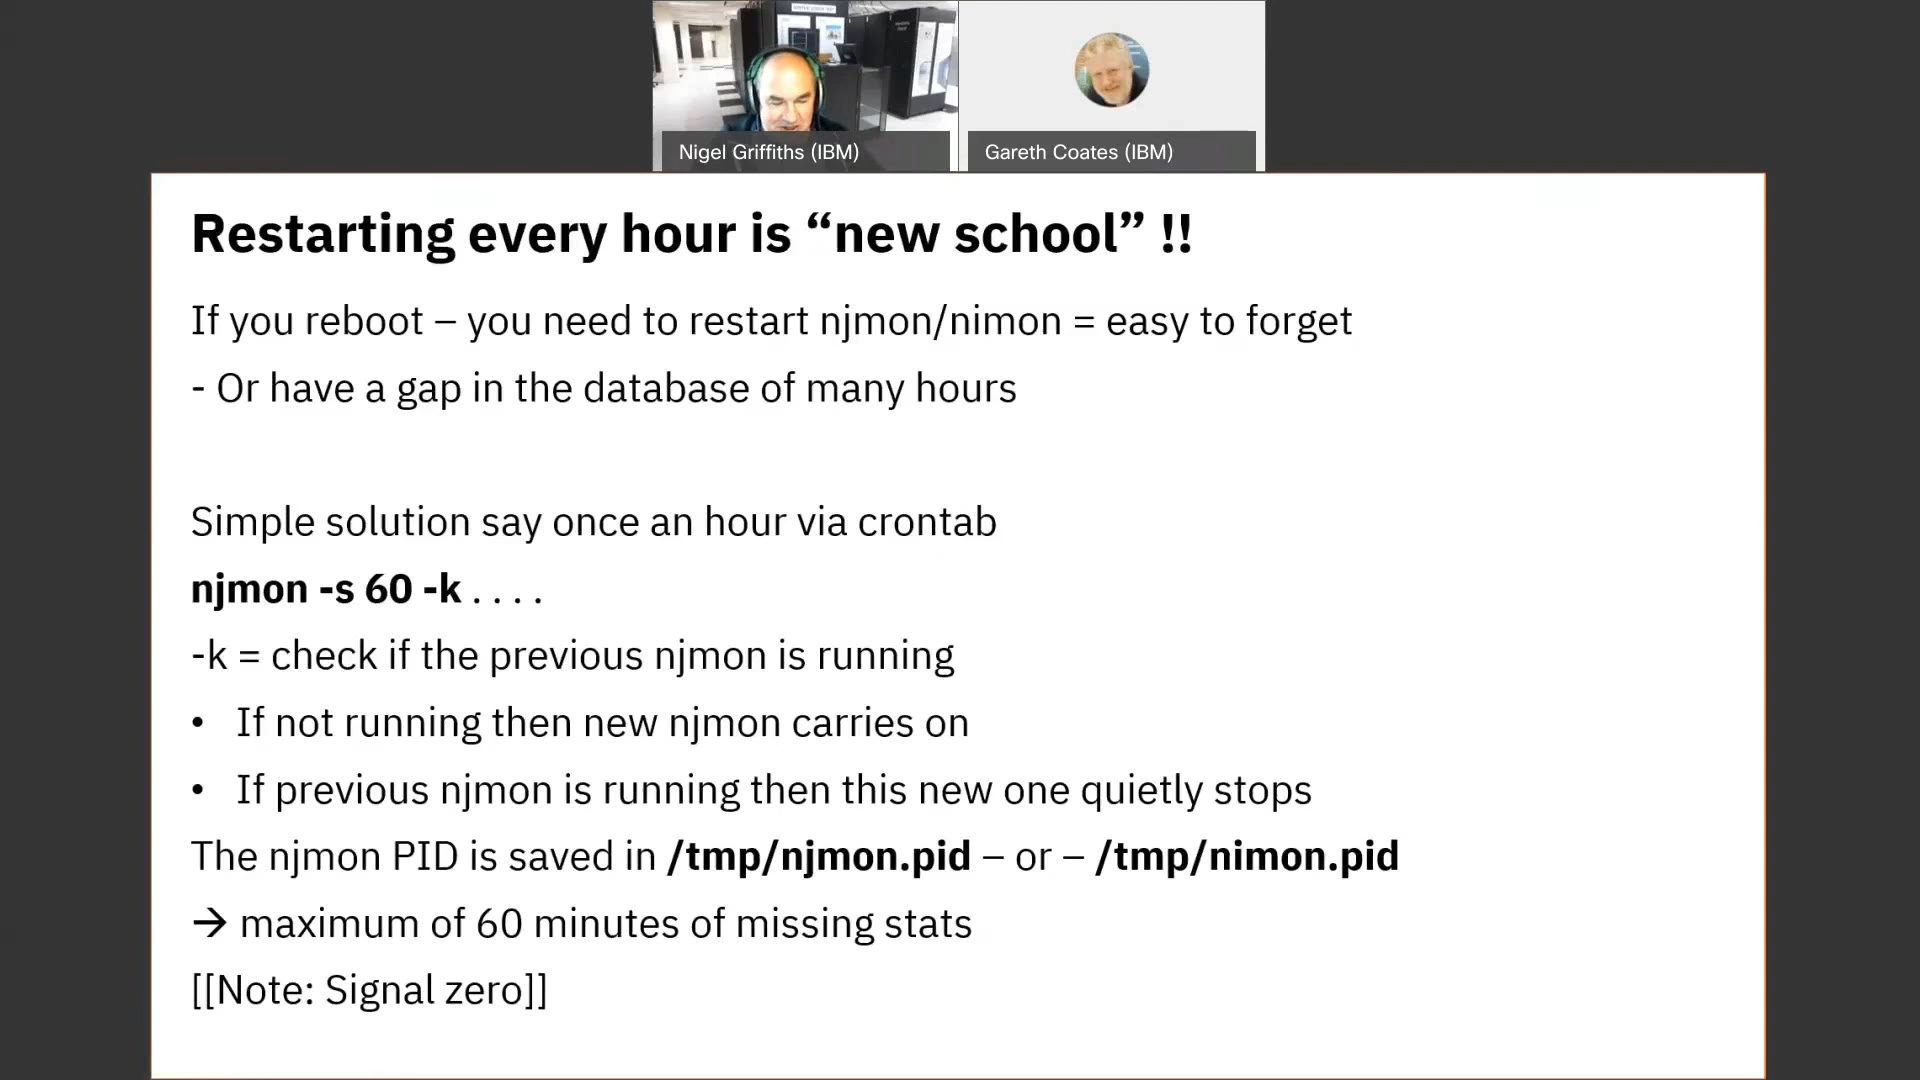 Nigel Griffiths (IBM)
Gareth Coates (IBM)
Restarting every hour is “new school” !!
If you reboot – you need to restart njmon/nimon = easy to forget
- Or have a gap in the database of many hours
Simple solution say once an hour via crontab
njmon -s 60 -k . . . .
-k = check if the previous njmon is running
• If not running then new njmon carries on
• If previous njmon is running then this new one quietly stops
The njmon PID is saved in /tmp/njmon.pid – or – /tmp/nimon.pid
→ maximum of 60 minutes of missing stats
[[Note: Signal zero]]